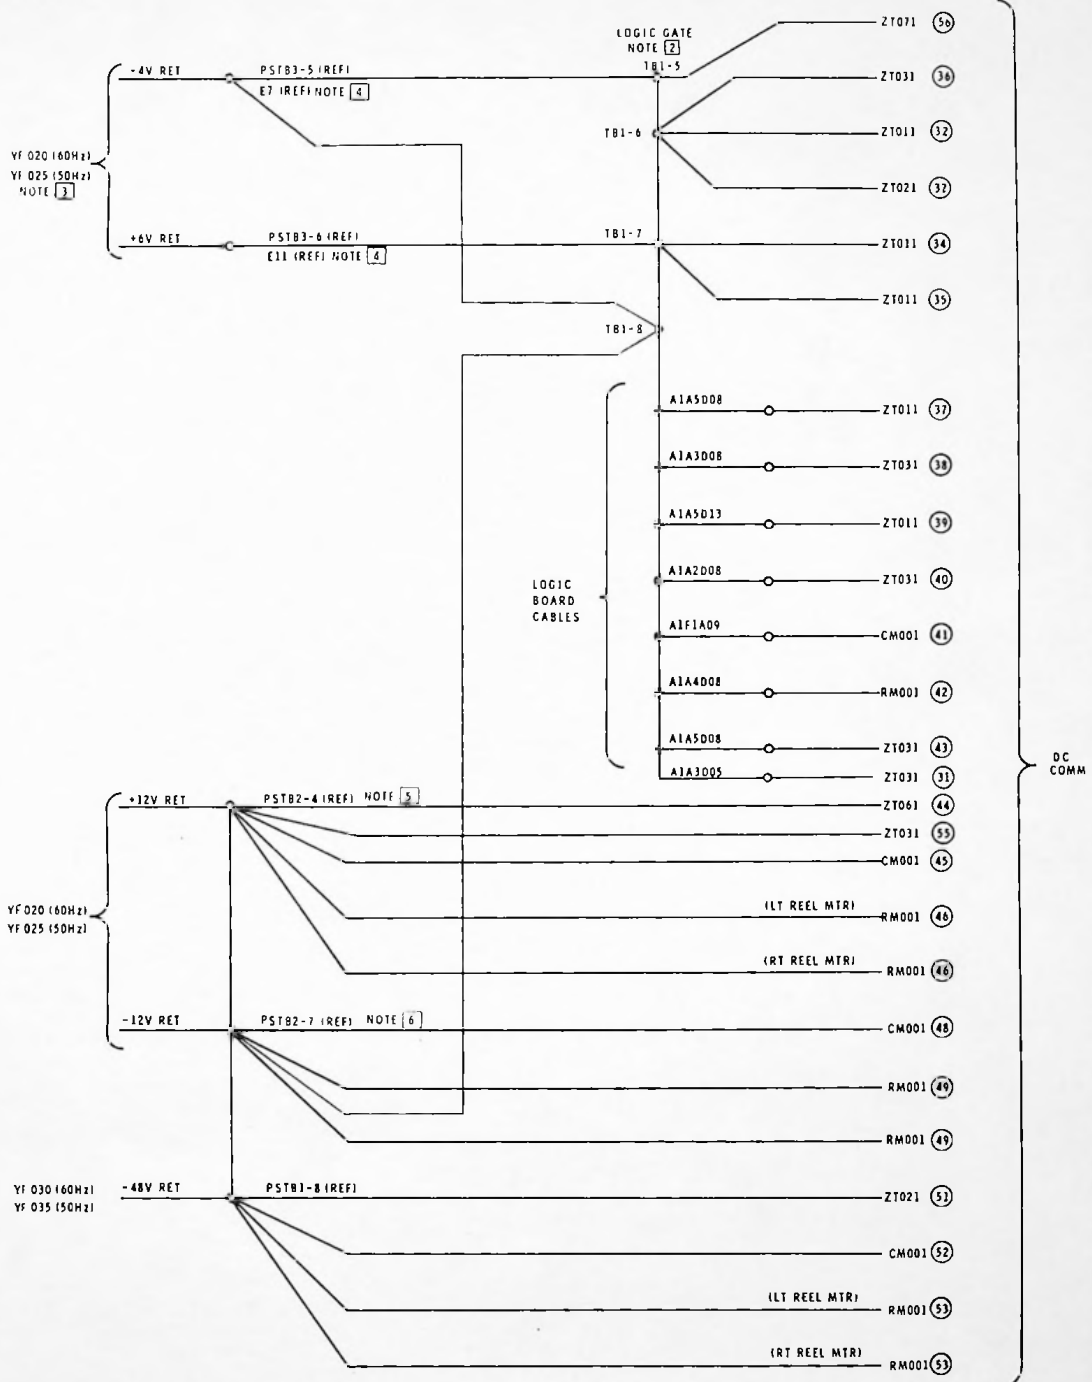 ZT071 56
LOGIC GATE
NOTE 2
TB1-5
-4V RET
PSTB3-5 (REF)
E7 (REF) NOTE 4
ZT031 36
TB1-6
ZT011 32
YF 020 (60Hz)
YF 025 (50Hz)
NOTE 3
ZT021 32
+6V RET
PSTB3-6 (REF)
E11 (REF) NOTE 4
TB1-7
ZT011 34
ZT011 35
TB1-8
LOGIC
BOARD
CABLES
A1A5D08 ZT011 37
A1A3D08 ZT031 38
A1A5D13 ZT011 39
A1A2D08 ZT031 40
A1F1A09 CM001 41
A1A4D08 RM001 42
A1A5D08 ZT031 43
A1A3D05 ZT031 31
DC
COMM
+12V RET PSTB2-4 (REF) NOTE 5 ZT061 44
ZT031 55
CM001 45
YF 020 (60Hz)
YF 025 (50Hz)
(LT REEL MTR) RM001 46
(RT REEL MTR) RM001 46
-12V RET PSTB2-7 (REF) NOTE 6 CM001 48
RM001 49
RM001 49
YF 030 (60Hz)
YF 035 (50Hz)
-48V RET PSTB1-8 (REF) ZT021 51
CM001 52
(LT REEL MTR) RM001 53
(RT REEL MTR) RM001 53